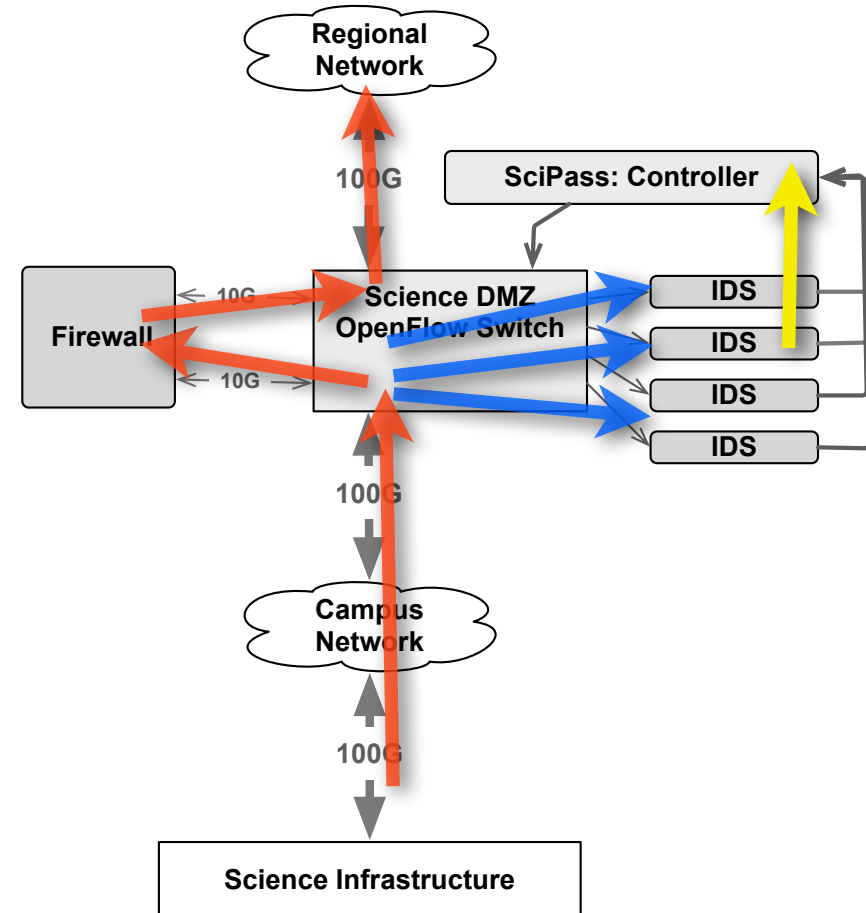 Regional
Network
100G
SciPass: Controller
Firewall
10G
10G
Science DMZ
OpenFlow Switch
IDS
IDS
IDS
IDS
100G
Campus
Network
100G
Science Infrastructure